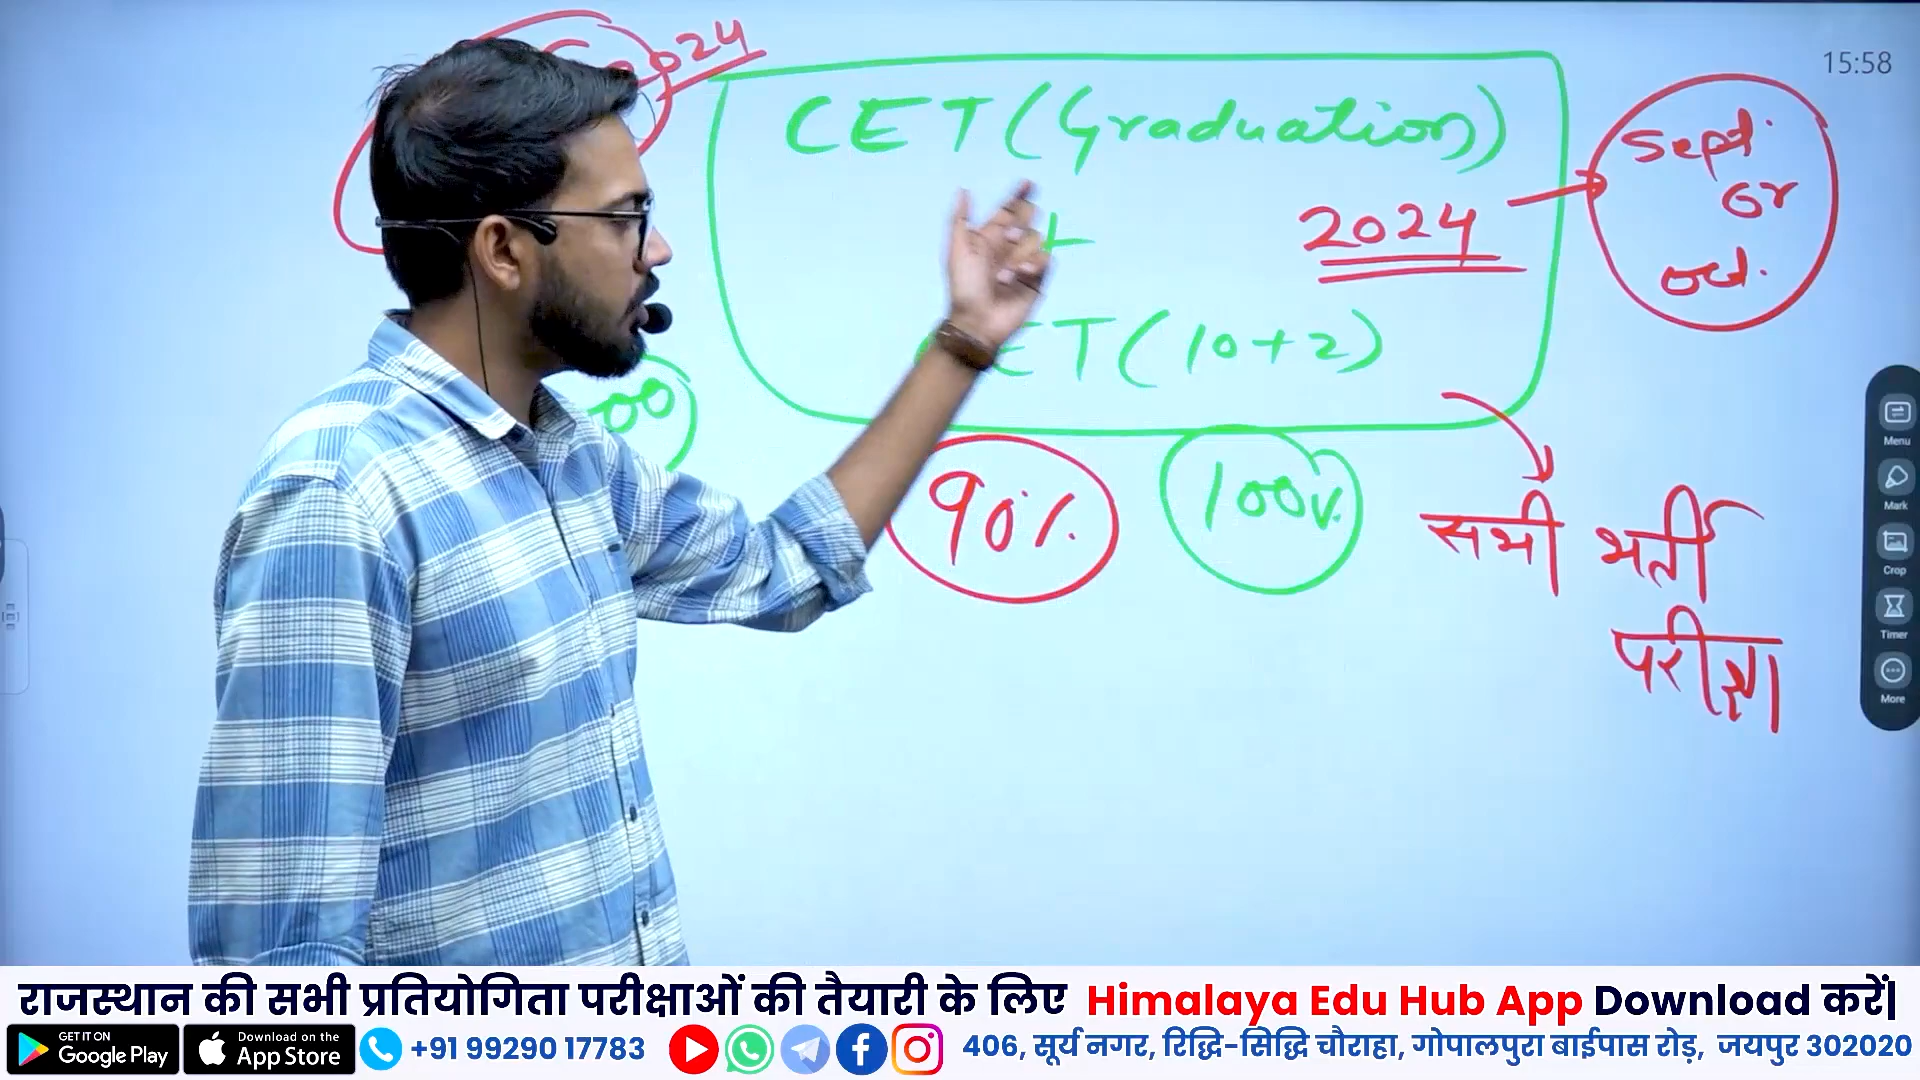 15:58
CET (Graduation)
+
2024
Sept.
or
oct.
CET (10+2)
90%
100%
सभी भर्ती
परीक्षा
Menu
Mark
Crop
Timer
More
राजस्थान की सभी प्रतियोगिता परीक्षाओं की तैयारी के लिए Himalaya Edu Hub App Download करें|
GET IT ON
Google Play
Download on the
App Store
+91 99290 17783
406, सूर्य नगर, रिद्धि-सिद्धि चौराहा, गोपालपुरा बाईपास रोड़, जयपुर 302020